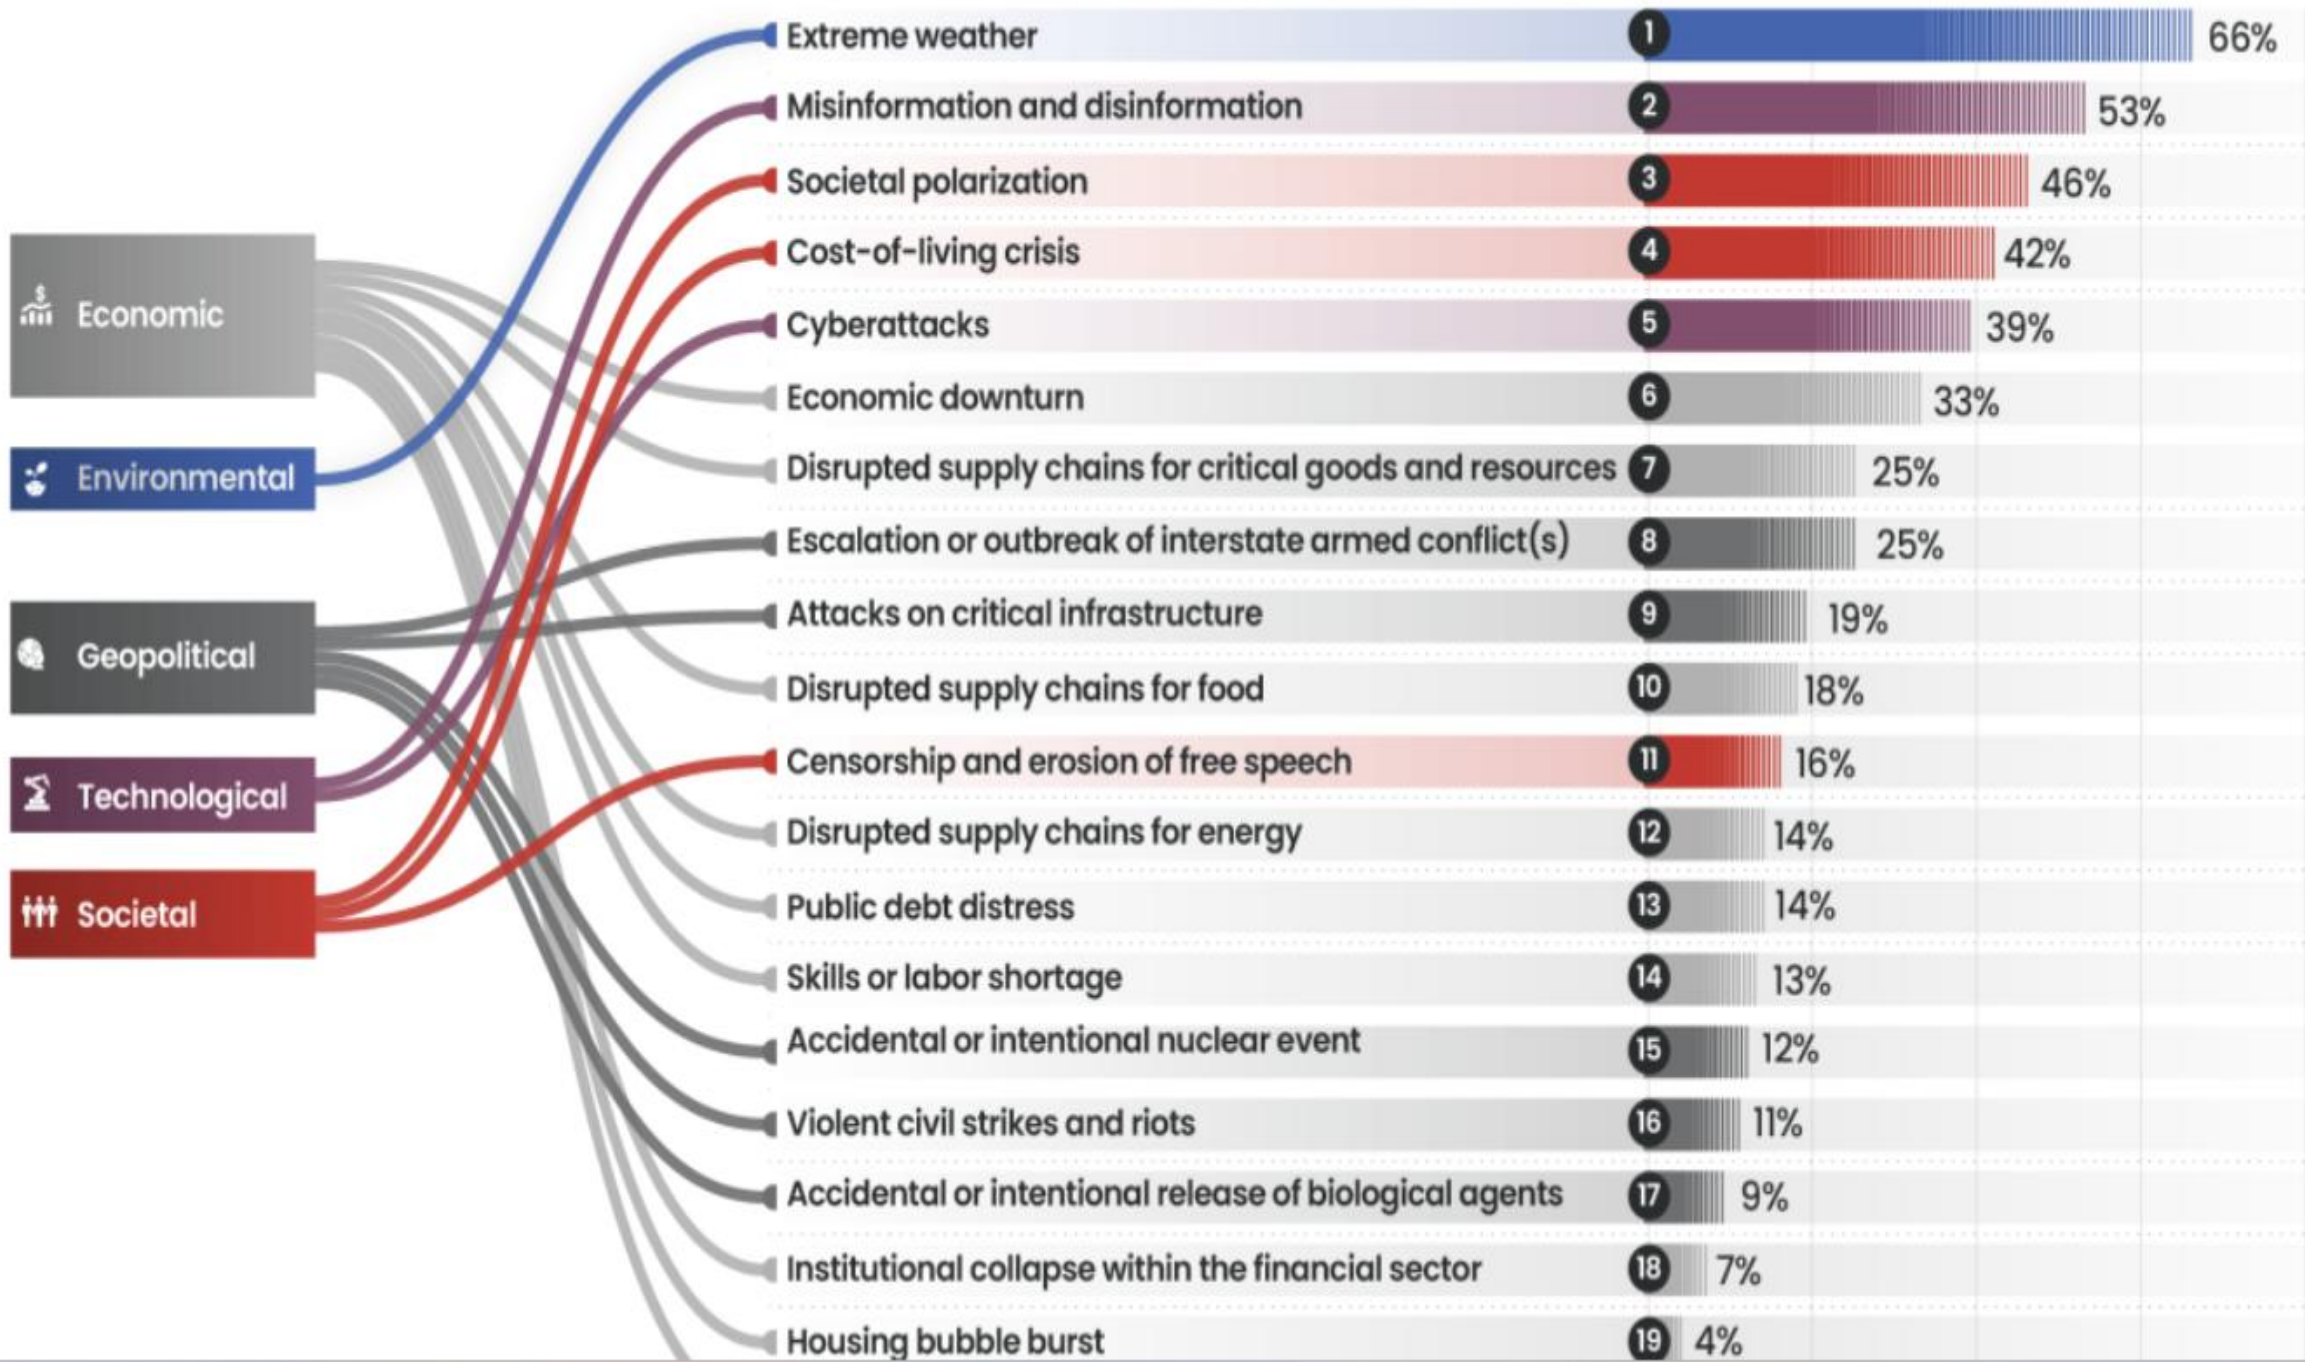 Economic
Environmental
Geopolitical
Technological
Societal
Extreme weather 1 66%
Misinformation and disinformation 2 53%
Societal polarization 3 46%
Cost-of-living crisis 4 42%
Cyberattacks 5 39%
Economic downturn 6 33%
Disrupted supply chains for critical goods and resources 7 25%
Escalation or outbreak of interstate armed conflict(s) 8 25%
Attacks on critical infrastructure 9 19%
Disrupted supply chains for food 10 18%
Censorship and erosion of free speech 11 16%
Disrupted supply chains for energy 12 14%
Public debt distress 13 14%
Skills or labor shortage 14 13%
Accidental or intentional nuclear event 15 12%
Violent civil strikes and riots 16 11%
Accidental or intentional release of biological agents 17 9%
Institutional collapse within the financial sector 18 7%
Housing bubble burst 19 4%